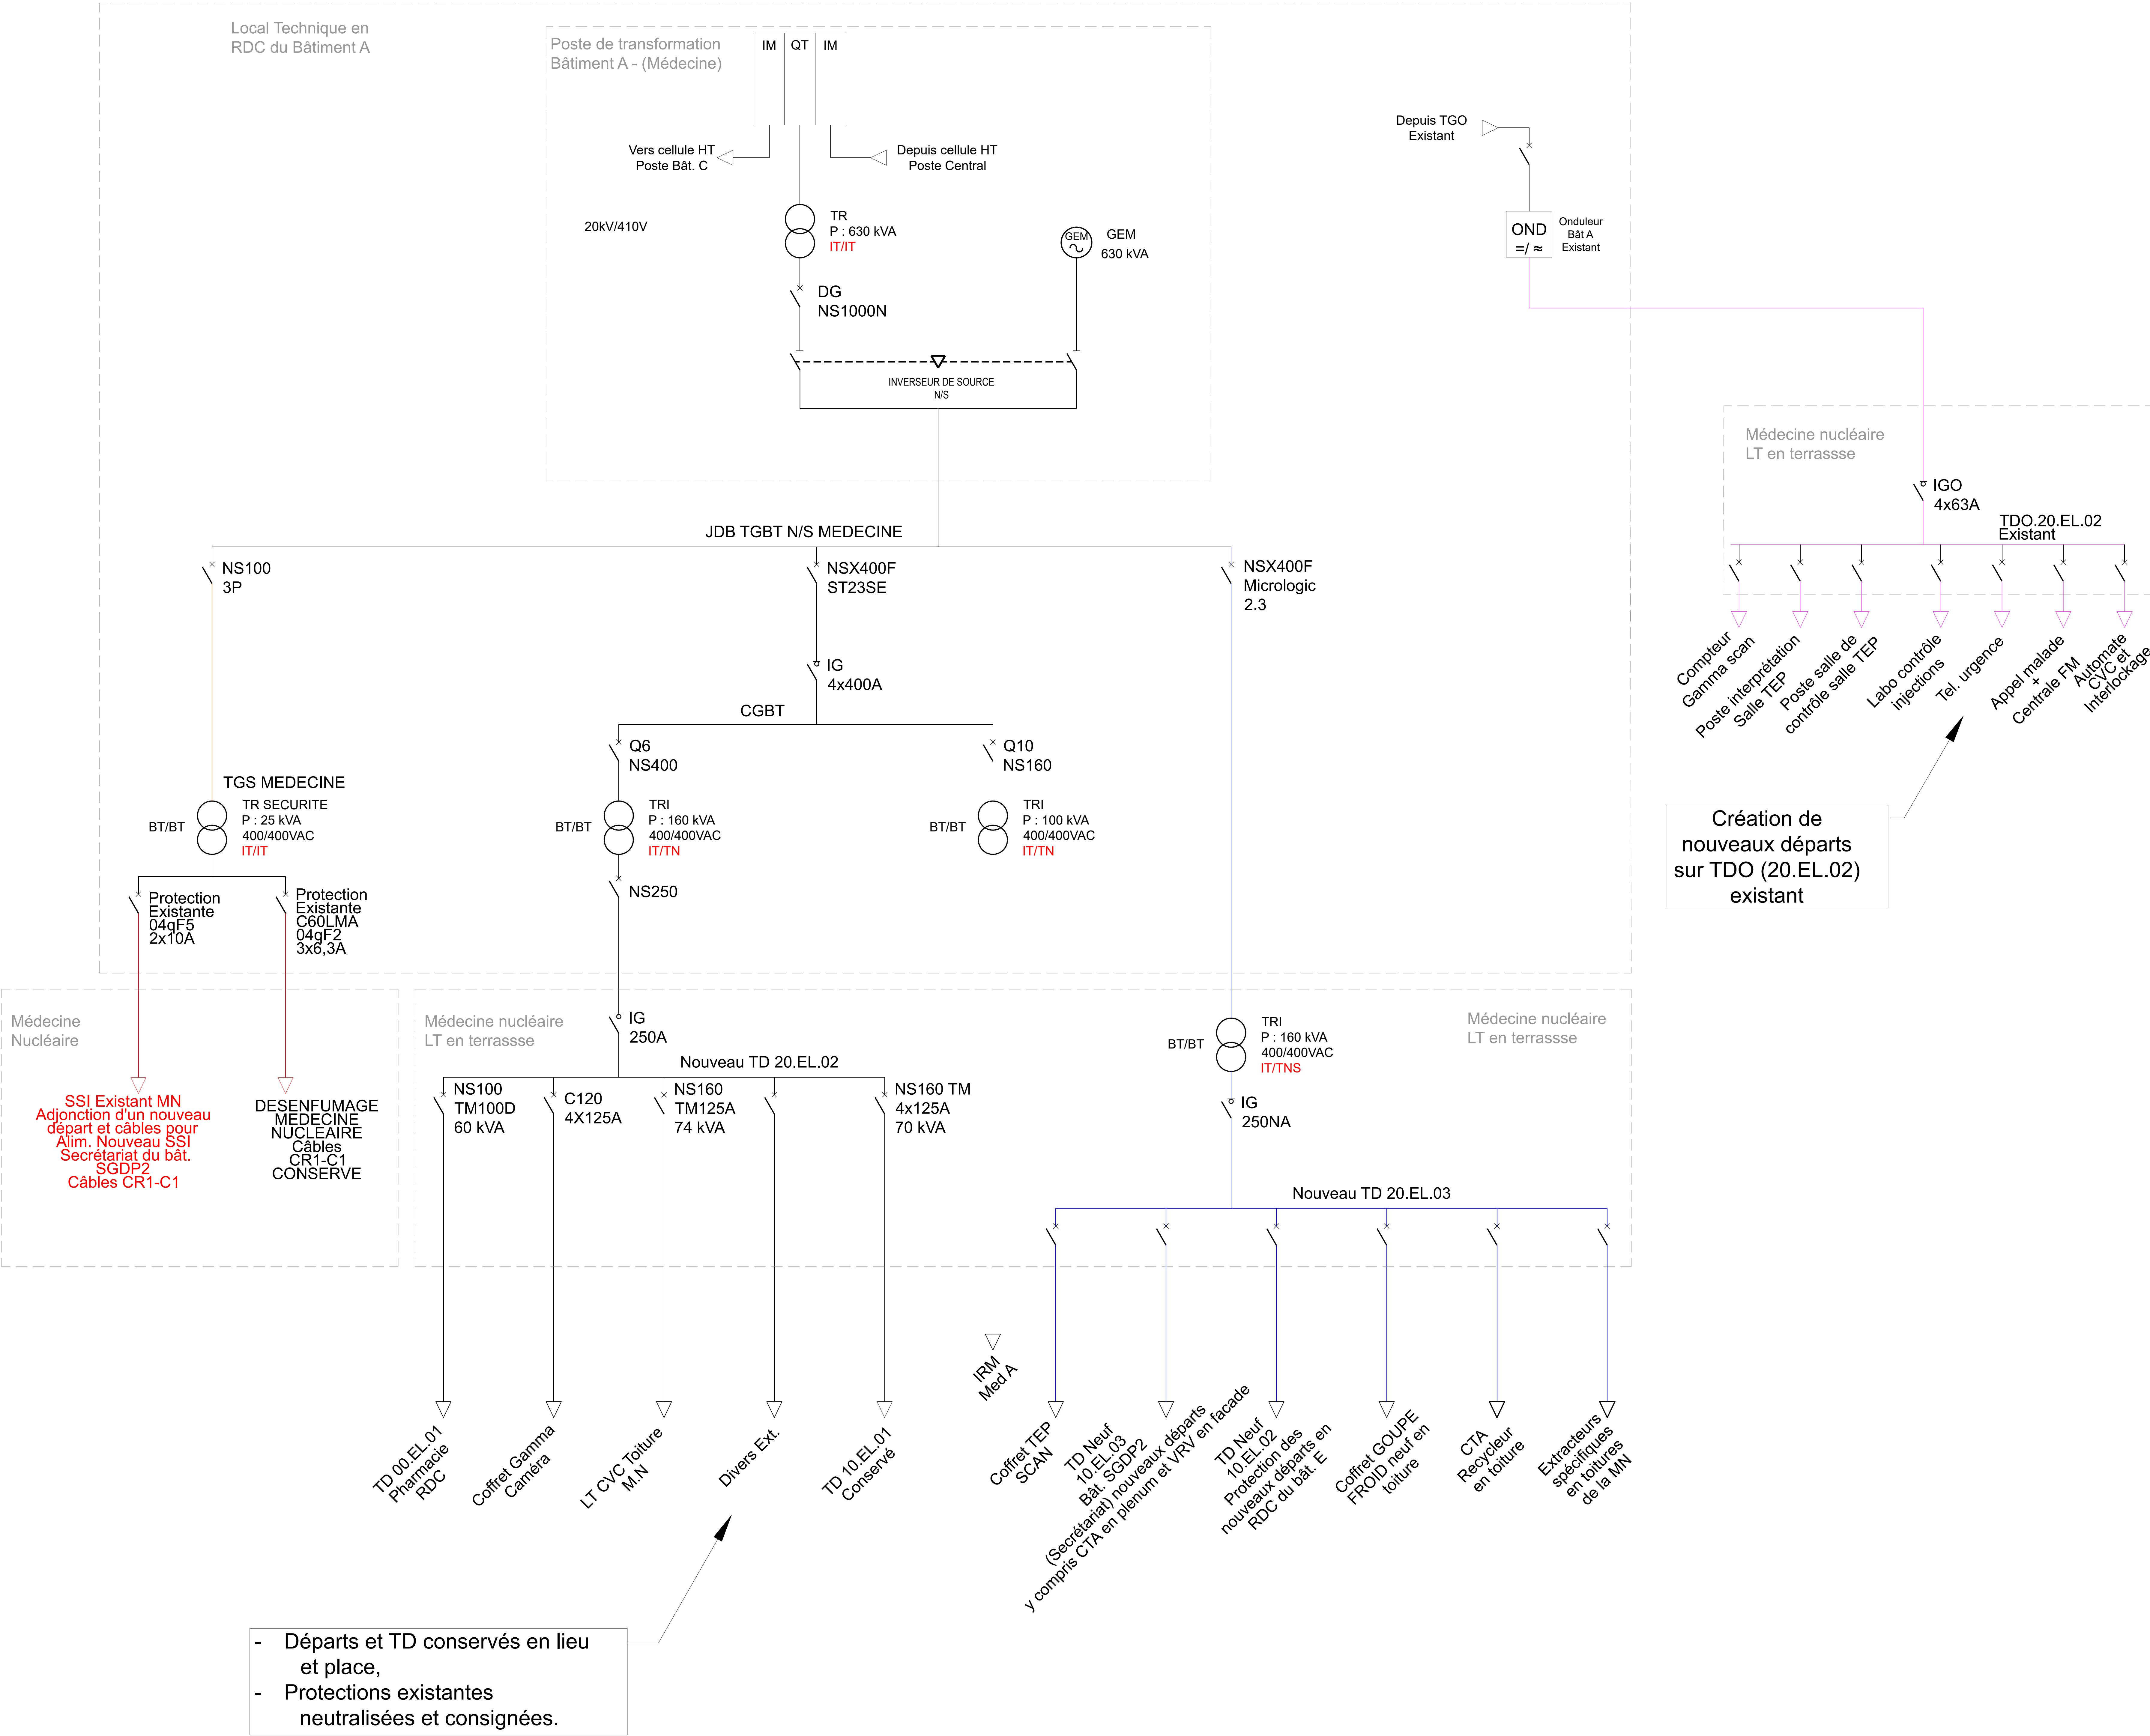 Local Technique en
RDC du Bâtiment A
Poste de transformation
Bâtiment A - (Médecine)
IM QT IM
Vers cellule HT
Poste Bât. C
Depuis cellule HT
Poste Central
20kV/410V
TR
P : 630 kVA
IT/IT
GEM
GEM
630 kVA
DG
NS1000N
INVERSEUR DE SOURCE
N/S
Depuis TGO
Existant
OND
=/ ≈
Onduleur
Bât A
Existant
Médecine nucléaire
LT en terrassse
IGO
4x63A
TDO.20.EL.02
Existant
Compteur
Gamma scan
Poste interprétation
Salle TEP
Poste salle de
contrôle salle TEP
Labo contrôle
injections
Tel. urgence
Appel malade
+
Centrale FM
Automate
CVC et
Interlockage
Création de
nouveaux départs
sur TDO (20.EL.02)
existant
JDB TGBT N/S MEDECINE
NS100
3P
NSX400F
ST23SE
NSX400F
Micrologic
2.3
IG
4x400A
CGBT
Q6
NS400
Q10
NS160
TGS MEDECINE
BT/BT
TR SECURITE
P : 25 kVA
400/400VAC
IT/IT
BT/BT
TRI
P : 160 kVA
400/400VAC
IT/TN
BT/BT
TRI
P : 100 kVA
400/400VAC
IT/TN
NS250
Protection
Existante
04qF5
2x10A
Protection
Existante
C60LMA
04qF2
3x6,3A
Médecine
Nucléaire
SSI Existant MN
Adjonction d'un nouveau
départ et câbles pour
Alim. Nouveau SSI
Secrétariat du bât.
SGDP2
Câbles CR1-C1
DESENFUMAGE
MEDECINE
NUCLEAIRE
Câbles
CR1-C1
CONSERVE
Médecine nucléaire
LT en terrassse
IG
250A
Nouveau TD 20.EL.02
NS100
TM100D
60 kVA
C120
4X125A
NS160
TM125A
74 kVA
NS160 TM
4x125A
70 kVA
Médecine nucléaire
LT en terrassse
BT/BT
TRI
P : 160 kVA
400/400VAC
IT/TNS
IG
250NA
Nouveau TD 20.EL.03
TD 00.EL.01
Pharmacie
RDC
Coffret Gamma
Caméra
LT CVC Toiture
M.N
Divers Ext.
TD 10.EL.01
Conservé
IRM
Med A
Coffret TEP
SCAN
TD Neuf
10.EL.03
Bât. SGDP2
(Secrétariat) nouveaux départs
y compris CTA en plenum et VRV en facade
TD Neuf
10.EL.02
Protection des
nouveaux départs en
RDC du bât. E
Coffret GOUPE
FROID neuf en
toiture
CTA
Recycleur
en toiture
Extracteurs
spécifiques
en toitures
de la MN
- Départs et TD conservés en lieu
et place,
- Protections existantes
neutralisées et consignées.